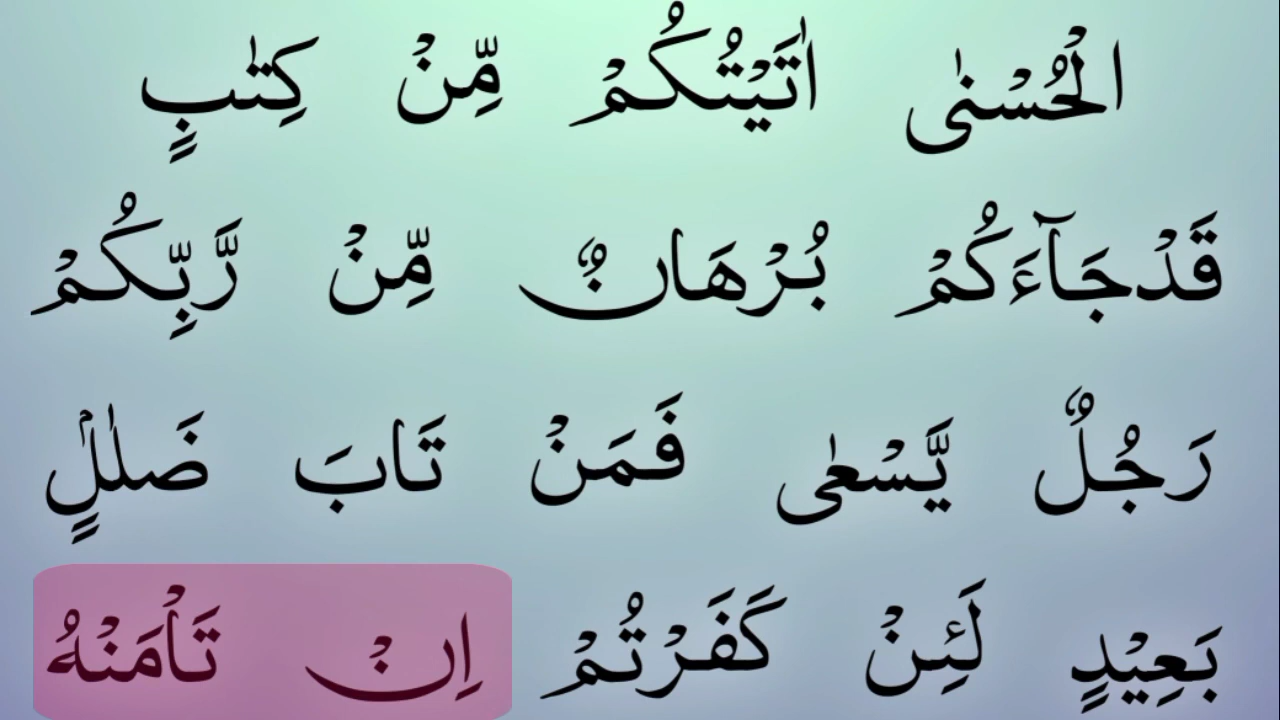 الْحُسْنٰى اٰتَيْتُكُمْ مِّنْ كِتٰبٍ
قَدْجَآءَكُمْ بُرْهَانٌ مِّنْ رَّبِّكُمْ
رَجُلٌ يَّسْعٰى فَمَنْ تَابَ ضَلٰلٍۭ
بَعِيْدٍ لَئِنْ كَفَرْتُمْ اِنْ تَاْمَنْهُ